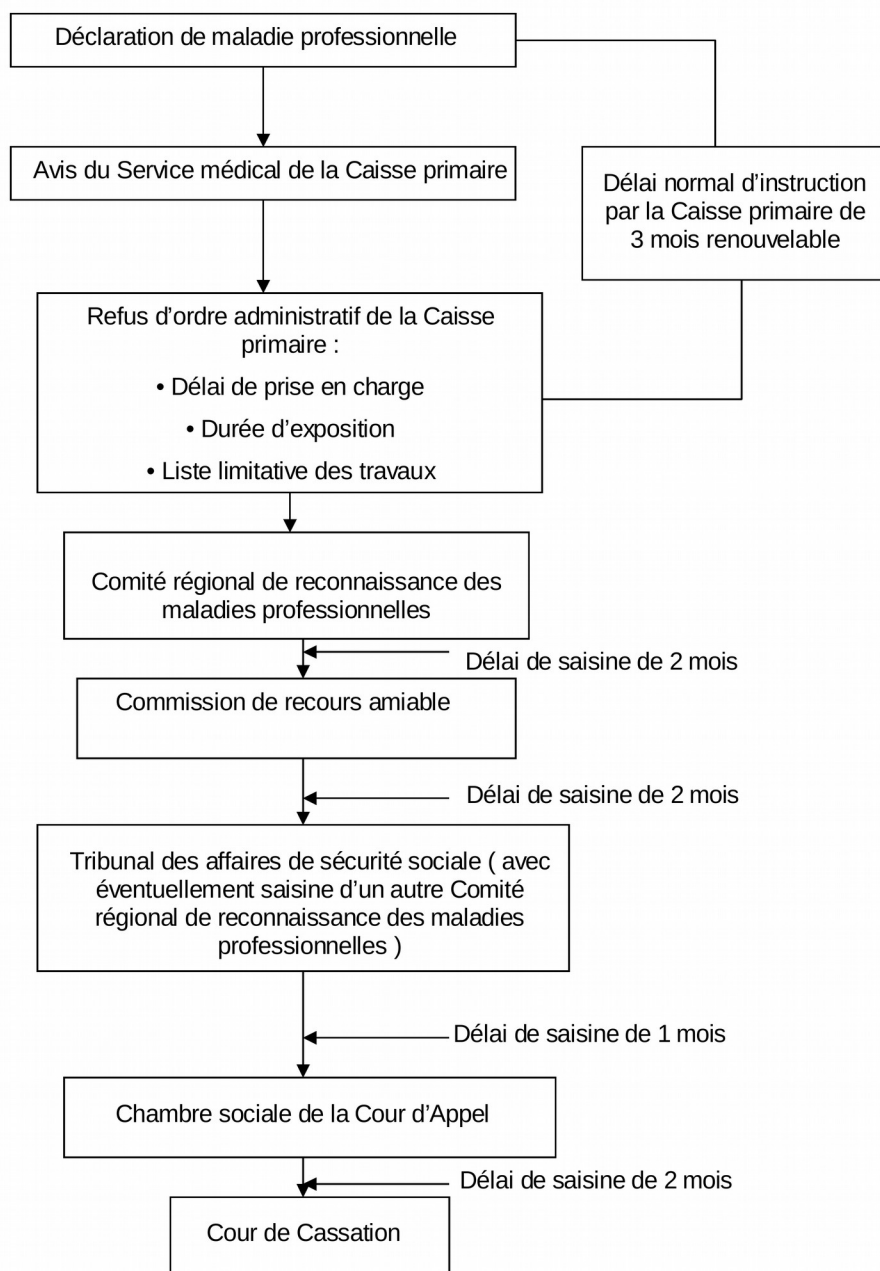 Déclaration de maladie professionnelle
Avis du Service médical de la Caisse primaire
Délai normal d’instruction
par la Caisse primaire de
3 mois renouvelable
Refus d’ordre administratif de la Caisse
primaire :
• Délai de prise en charge
• Durée d’exposition
• Liste limitative des travaux
Comité régional de reconnaissance des
maladies professionnelles
Délai de saisine de 2 mois
Commission de recours amiable
Délai de saisine de 2 mois
Tribunal des affaires de sécurité sociale ( avec
éventuellement saisine d’un autre Comité
régional de reconnaissance des maladies
professionnelles )
Délai de saisine de 1 mois
Chambre sociale de la Cour d’Appel
Délai de saisine de 2 mois
Cour de Cassation